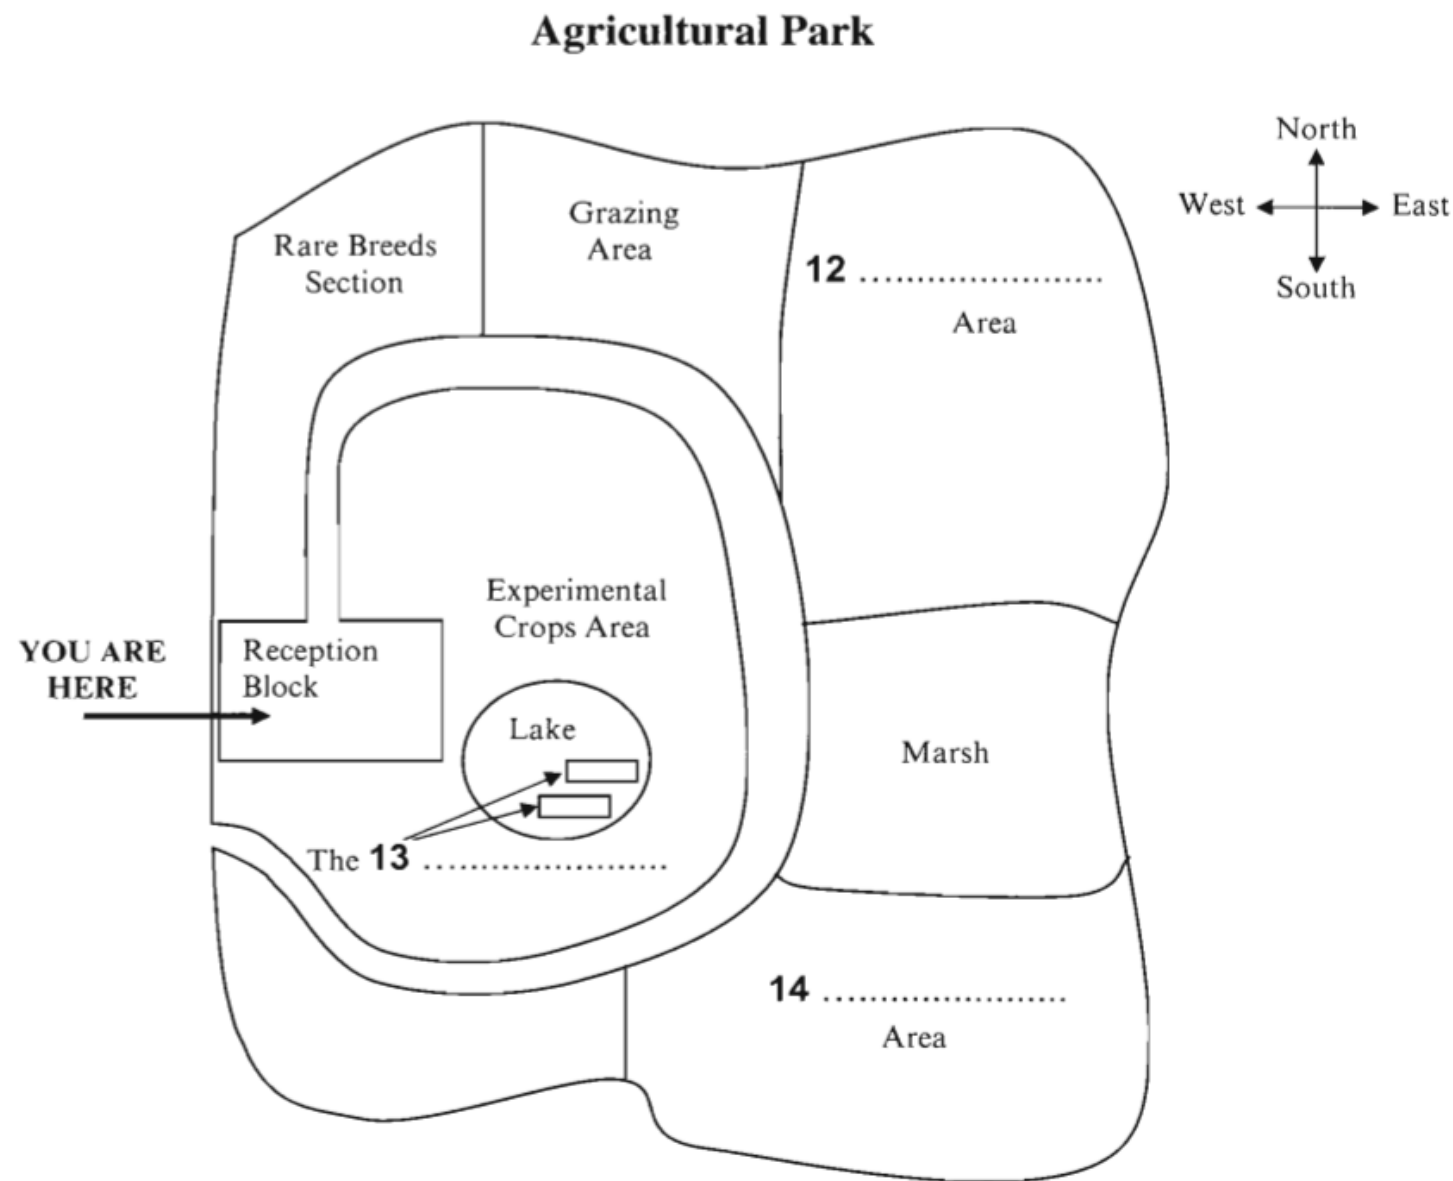 Agricultural Park
North
West
East
South
Rare Breeds
Section
Grazing
Area
12 ..............................
Area
Experimental
Crops Area
YOU ARE
HERE
Reception
Block
Lake
Marsh
The 13 ..............................
14 ..............................
Area